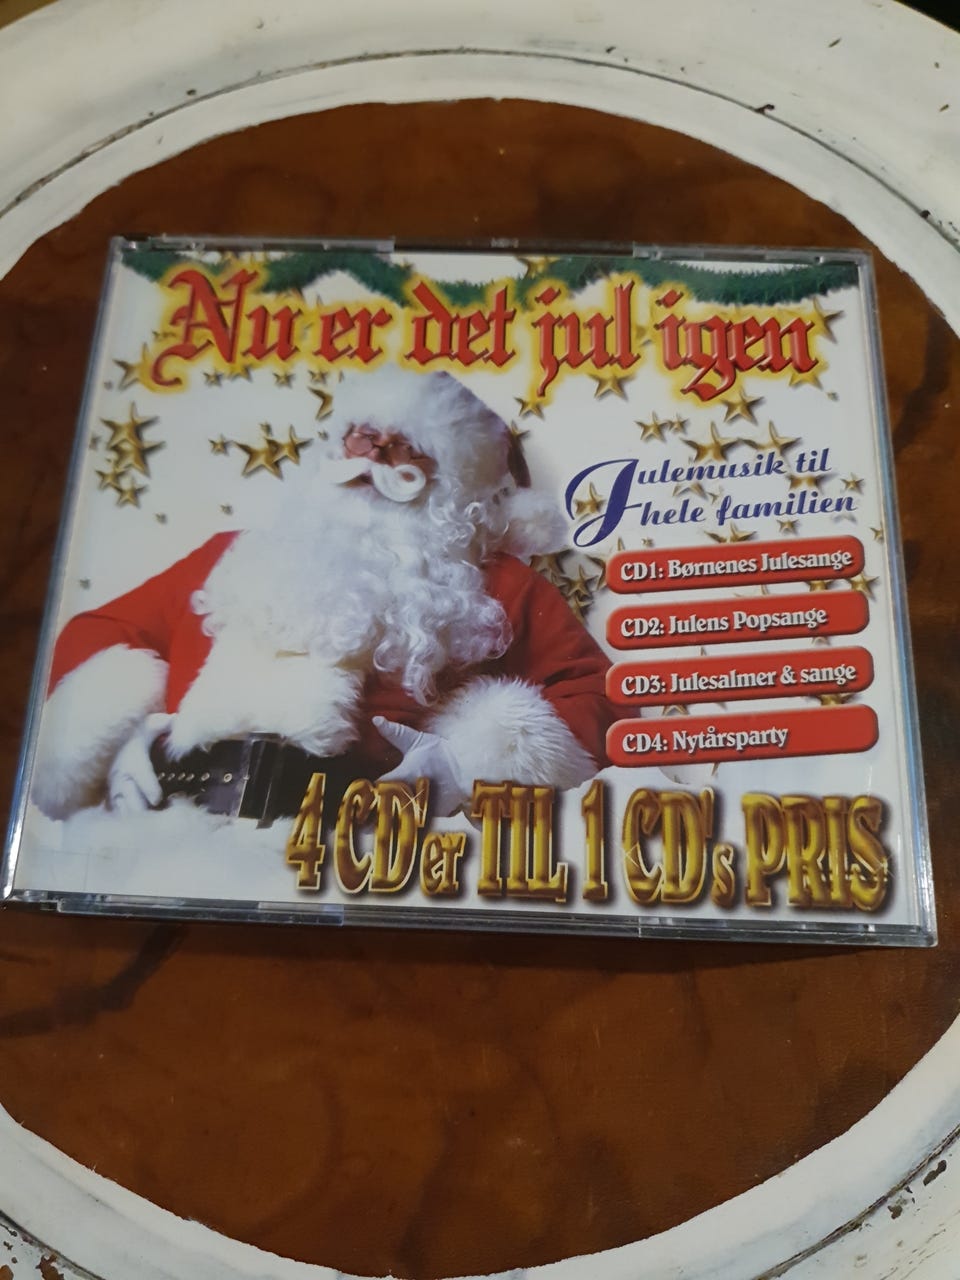 Nu er det jul igen
Julemusik til
hele familien
CD1: Børnenes Julesange
CD2: Julens Popsange
CD3: Julesalmer & sange
CD4: Nytårsparty
4 CD'er TIL 1 CD's PRIS